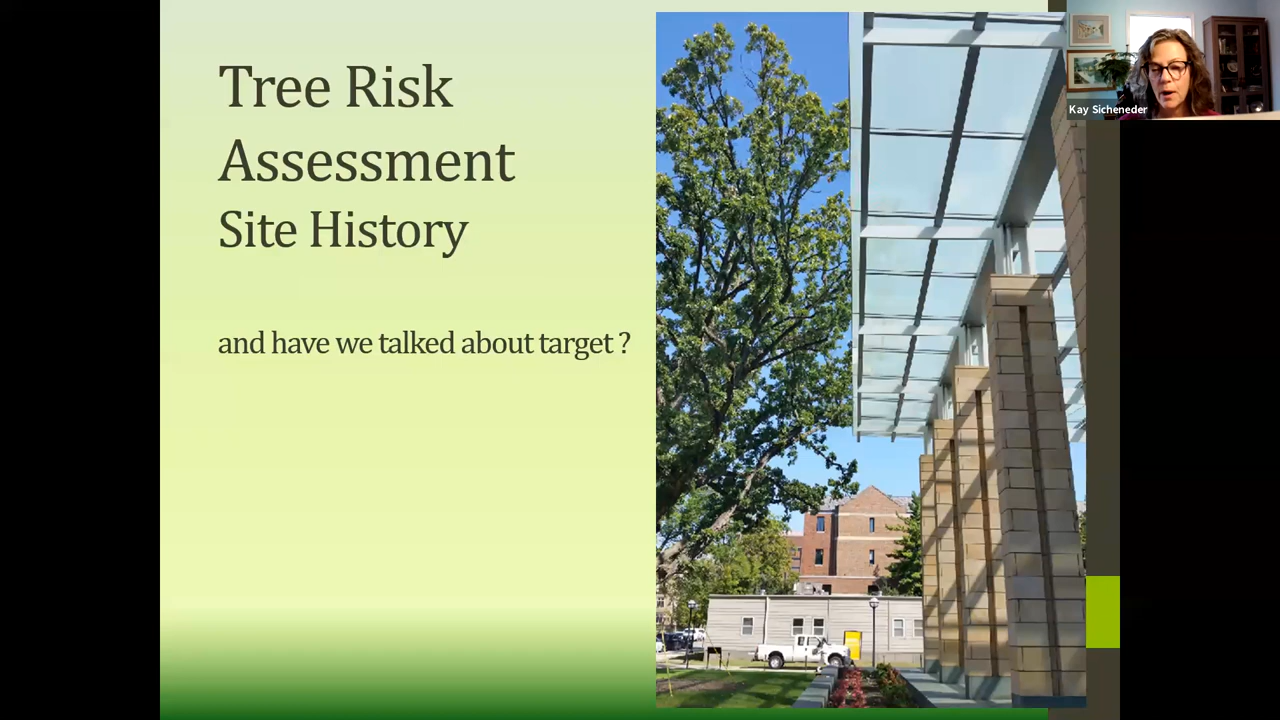 Tree Risk
Assessment
Site History
and have we talked about target ?
Kay Sicheneder